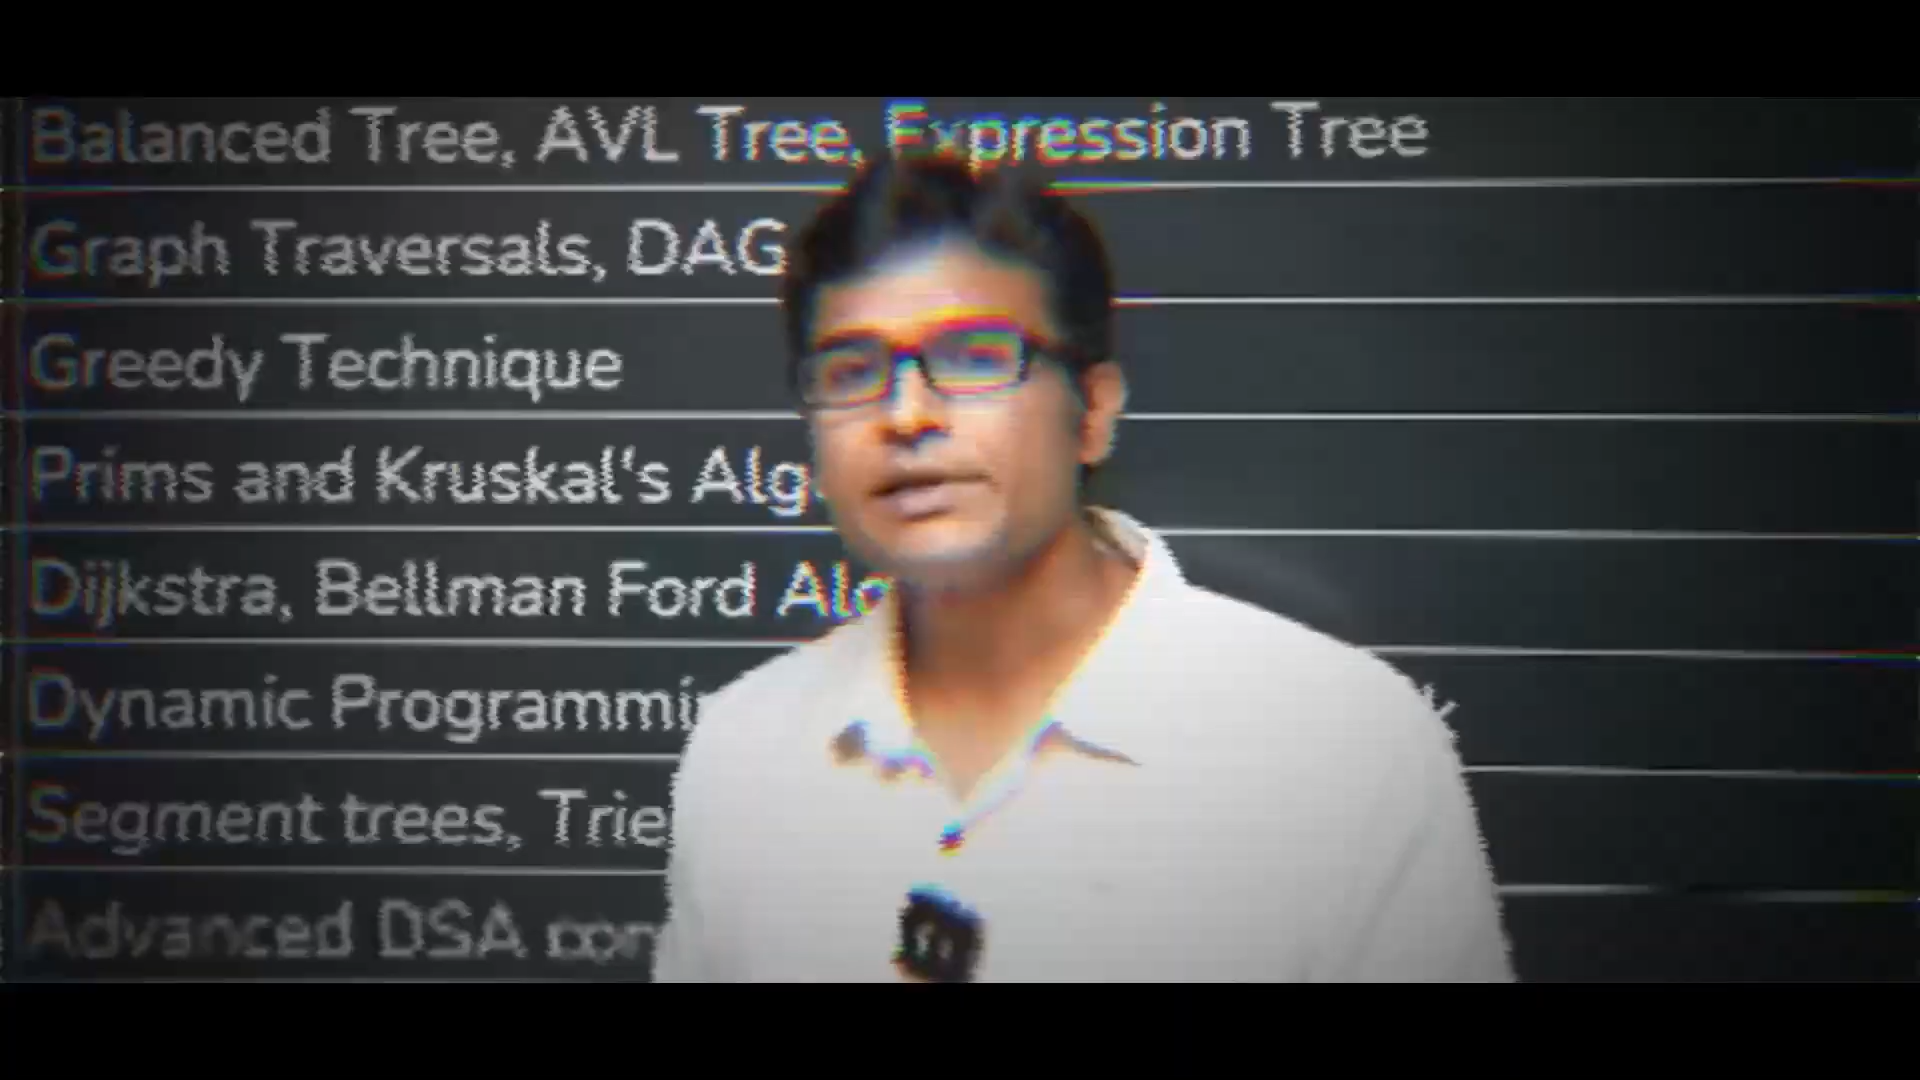 Balanced Tree, AVL Tree, Expression Tree
Graph Traversals, DAG
Greedy Technique
Prims and Kruskal's
Dijkstra, Bellman Ford
Dynamic
Segment trees,
Advanced DSA